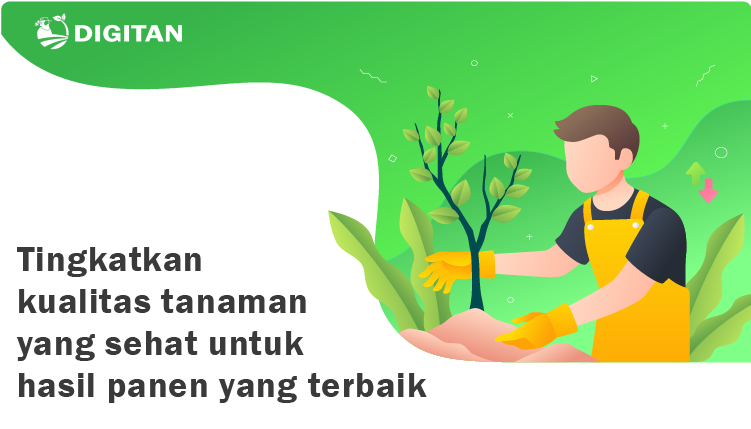 DIGITAN
Tingkatkan
kualitas tanaman
yang sehat untuk
hasil panen yang terbaik